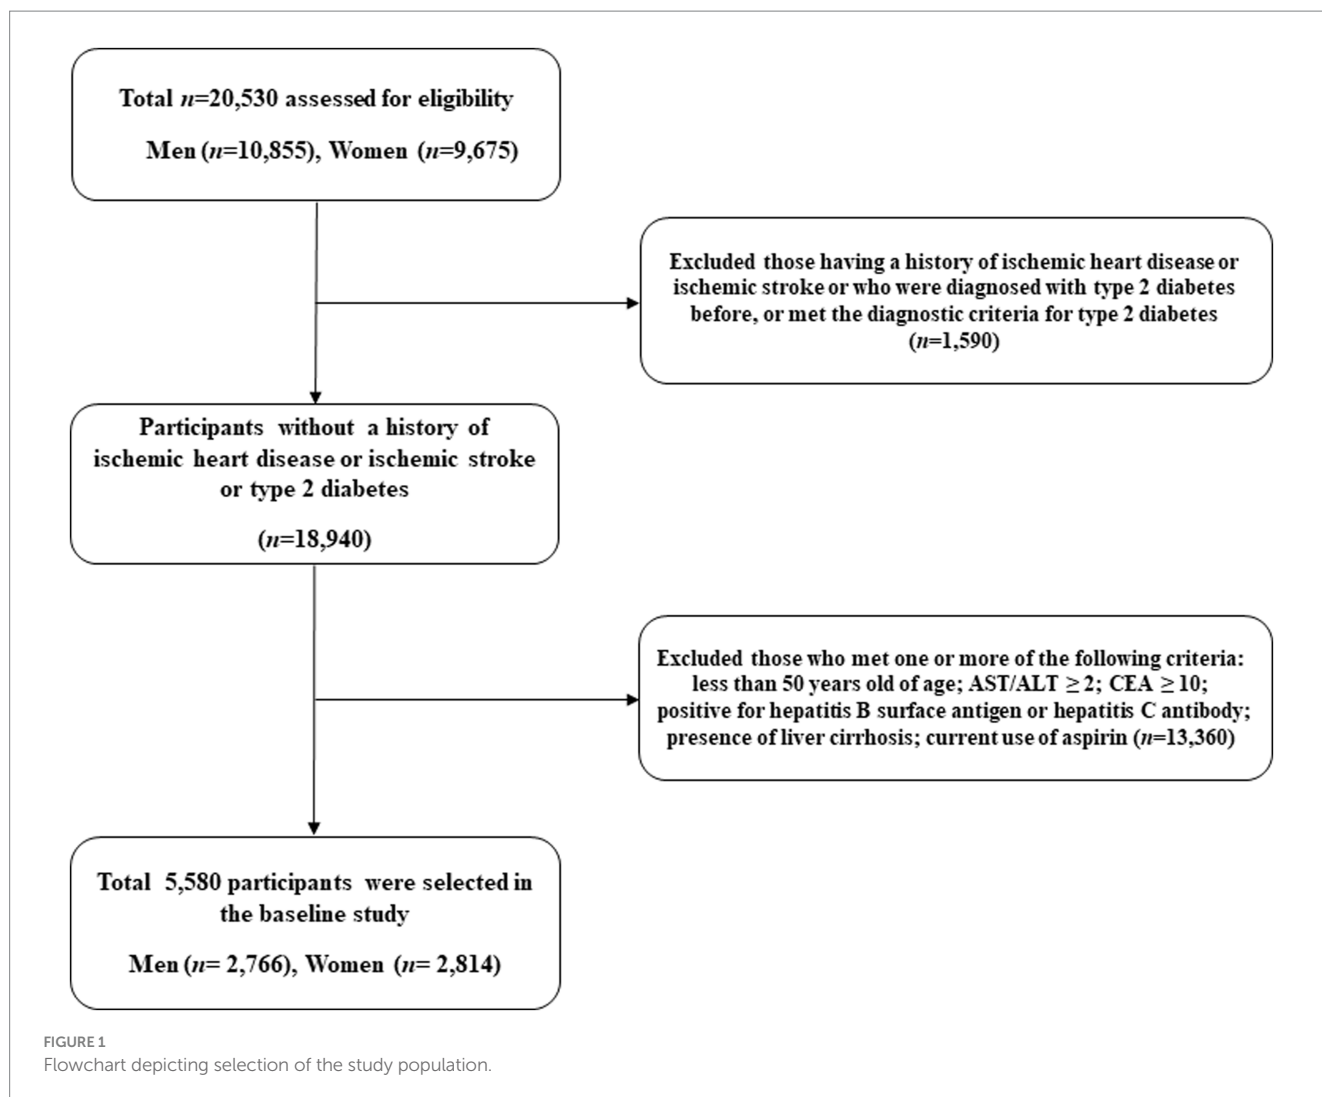 Total n=20,530 assessed for eligibility
Men (n=10,855), Women (n=9,675)
Excluded those having a history of ischemic heart disease or
ischemic stroke or who were diagnosed with type 2 diabetes
before, or met the diagnostic criteria for type 2 diabetes
(n=1,590)
Participants without a history of
ischemic heart disease or ischemic stroke
or type 2 diabetes
(n=18,940)
Excluded those who met one or more of the following criteria:
less than 50 years old of age; AST/ALT ≥ 2; CEA ≥ 10;
positive for hepatitis B surface antigen or hepatitis C antibody;
presence of liver cirrhosis; current use of aspirin (n=13,360)
Total 5,580 participants were selected in
the baseline study
Men (n= 2,766), Women (n= 2,814)
FIGURE 1
Flowchart depicting selection of the study population.